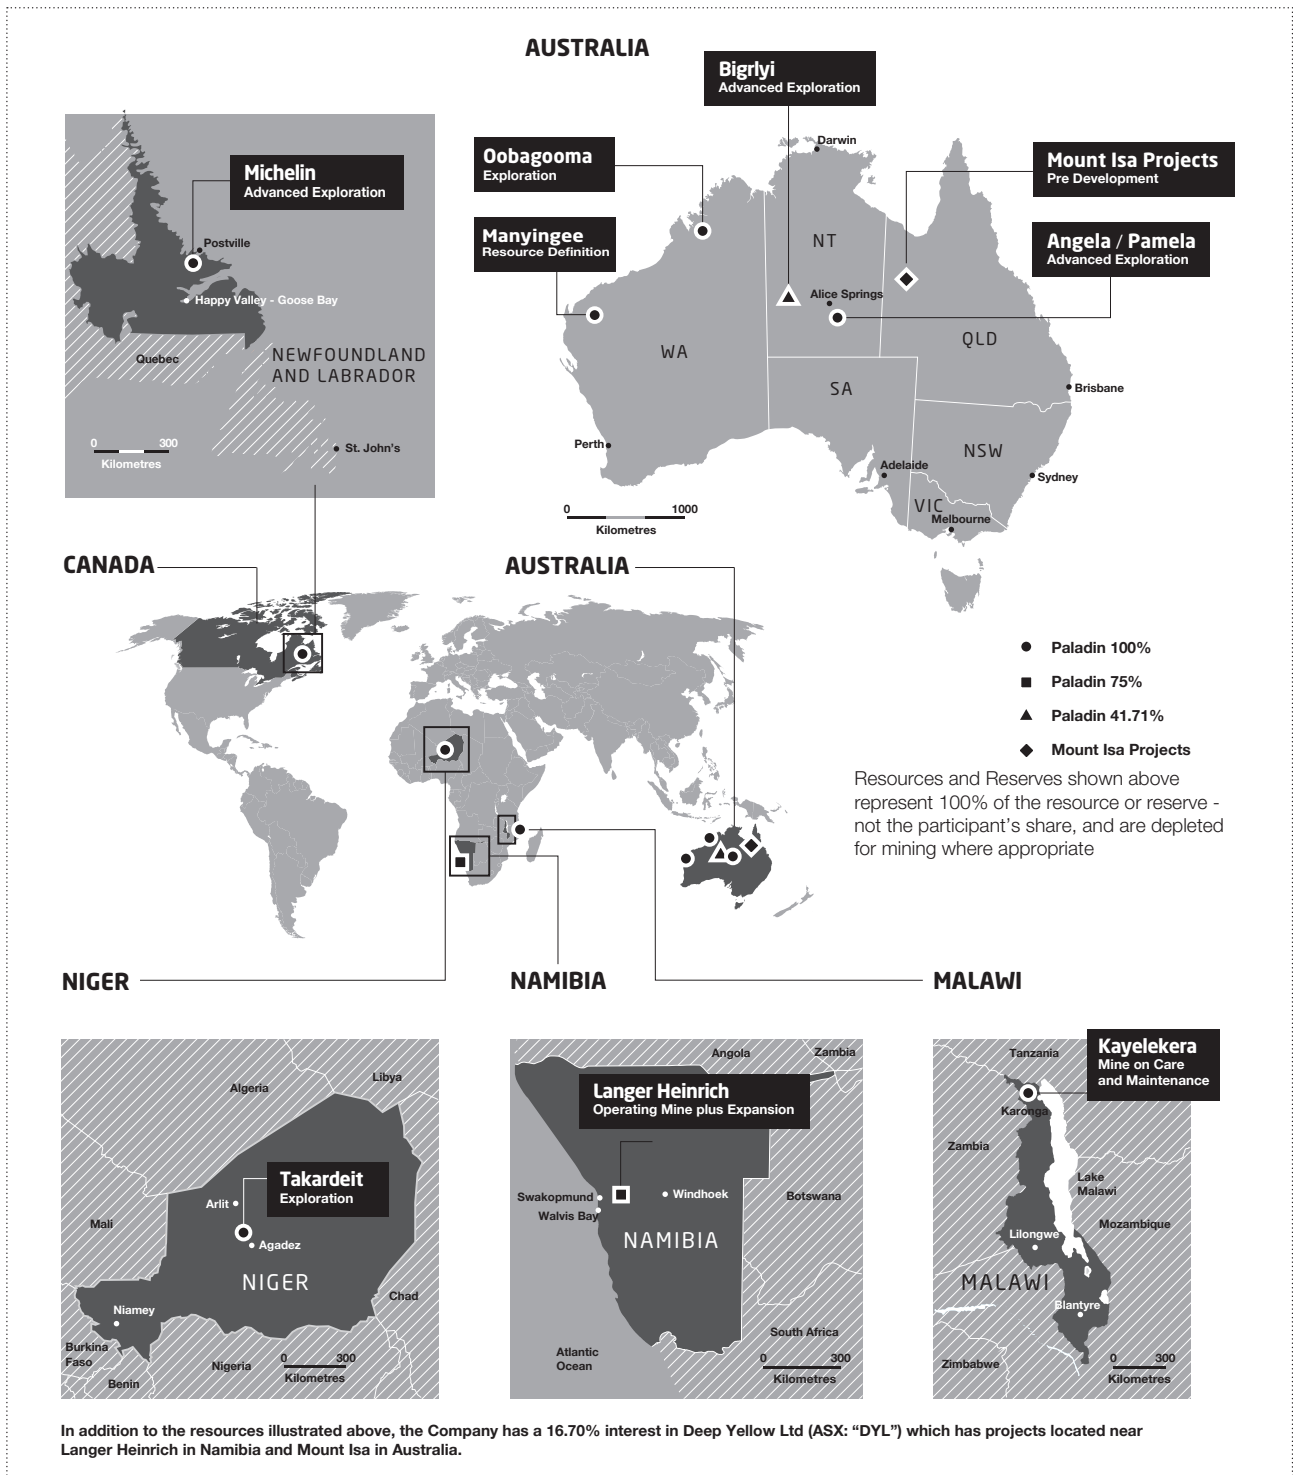 AUSTRALIA
Bigrlyi
Advanced Exploration
Oobagooma
Exploration
Manyingee
Resource Definition
Mount Isa Projects
Pre Development
Angela / Pamela
Advanced Exploration
Darwin
NT
Alice Springs
WA
QLD
SA
Brisbane
NSW
Perth
Adelaide
Sydney
VIC
Melbourne
0 1000
Kilometres
Michelin
Advanced Exploration
Postville
Happy Valley - Goose Bay
Quebec
NEWFOUNDLAND
AND LABRADOR
0 300
Kilometres
St. John's
CANADA
AUSTRALIA
Paladin 100%
Paladin 75%
Paladin 41.71%
Mount Isa Projects
Resources and Reserves shown above
represent 100% of the resource or reserve -
not the participant's share, and are depleted
for mining where appropriate
NIGER
NAMIBIA
MALAWI
Algeria
Libya
Takardeit
Exploration
Arlit
Mali
Agadez
NIGER
Chad
Niamey
Burkina
Faso
Nigeria
Benin
0 300
Kilometres
Angola
Zambia
Langer Heinrich
Operating Mine plus Expansion
Swakopmund
Windhoek
Botswana
Walvis Bay
NAMIBIA
South Africa
Atlantic
Ocean
0 300
Kilometres
Tanzania
Kayelekera
Mine on Care
and Maintenance
Karonga
Zambia
Lake
Malawi
Mozambique
Lilongwe
MALAWI
Blantyre
Zimbabwe
0 300
Kilometres
In addition to the resources illustrated above, the Company has a 16.70% interest in Deep Yellow Ltd (ASX: “DYL”) which has projects located near
Langer Heinrich in Namibia and Mount Isa in Australia.